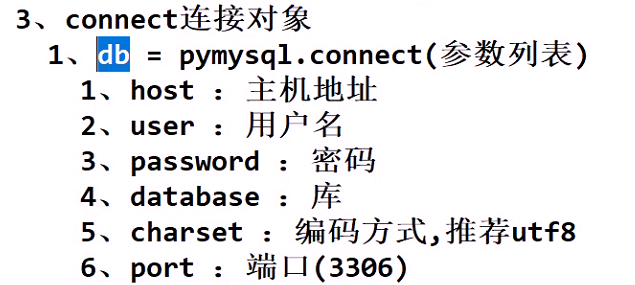 3、connect连接对象
1、db = pymysql.connect(参数列表)
1、host ：主机地址
2、user ：用户名
3、password ：密码
4、database ：库
5、charset ：编码方式,推荐utf8
6、port ：端口(3306)